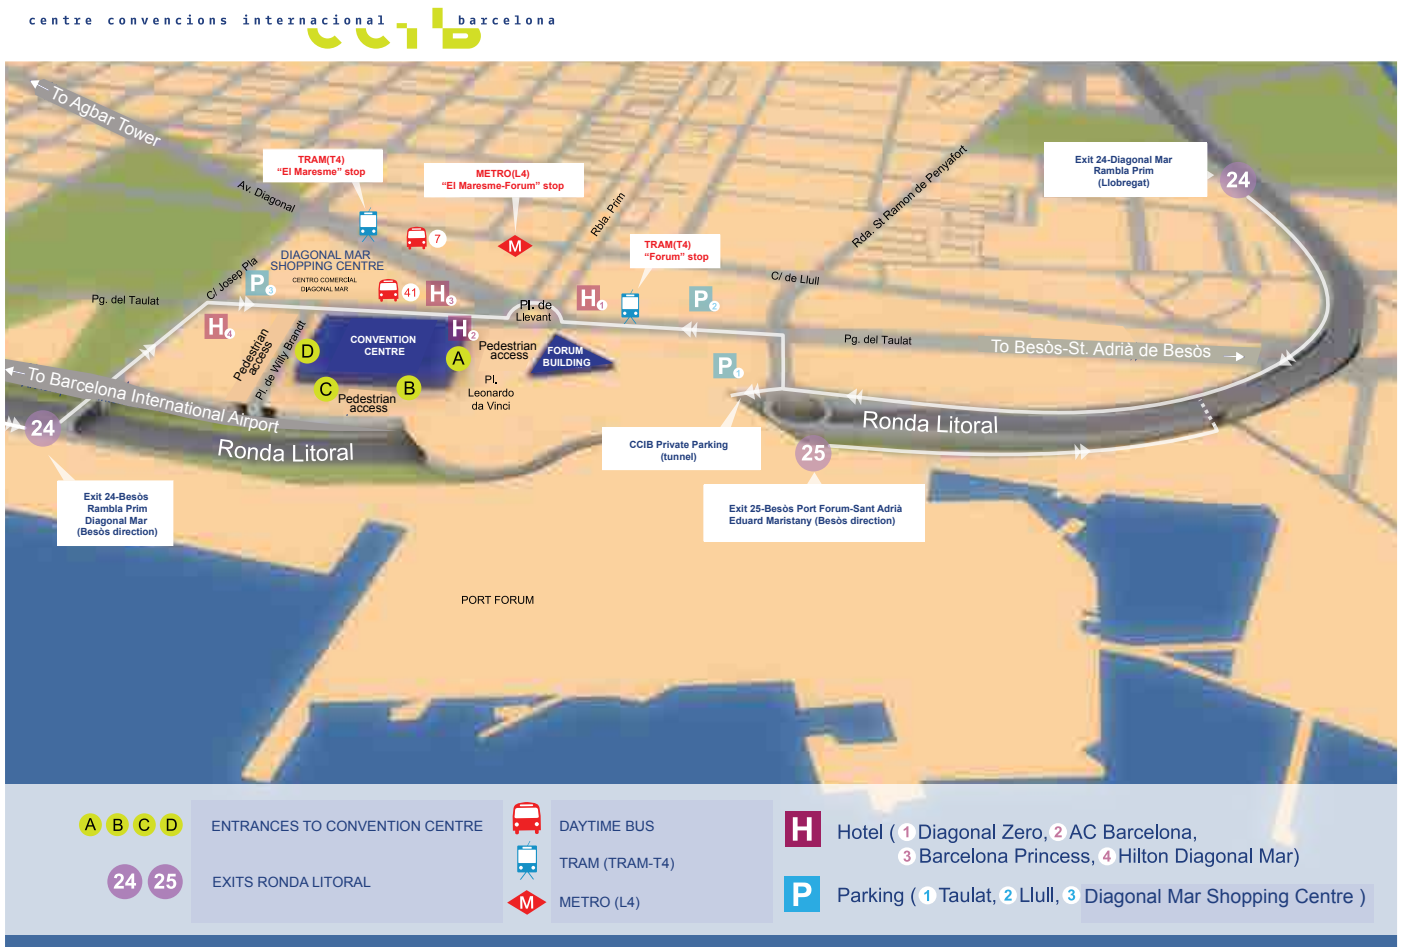 centre convencions internacional barcelona
CCIB
To Agbar Tower
TRAM(T4)
"El Maresme" stop
METRO(L4)
"El Maresme-Forum" stop
Exit 24-Diagonal Mar
Rambla Prim
(Llobregat)
24
Av. Diagonal
Rbla. Prim
Rda. St Ramon de Penyafort
7
M
TRAM(T4)
"Forum" stop
DIAGONAL MAR
SHOPPING CENTRE
CENTRO COMERCIAL
DIAGONAL MAR
C/ Josep Pla
P3
41
H3
H1
P2
C/ de Llull
Pg. del Taulat
Pl. de
Llevant
H4
H2
Pedestrian
access
Pl. de Willy Brandt
D
CONVENTION
CENTRE
A
Pedestrian
access
FORUM
BUILDING
Pg. del Taulat
To Besòs-St. Adrià de Besòs
P1
To Barcelona International Airport
C
B
Pedestrian
access
Pl.
Leonardo
da Vinci
24
Ronda Litoral
Ronda Litoral
CCIB Private Parking
(tunnel)
25
Exit 24-Besòs
Rambla Prim
Diagonal Mar
(Besòs direction)
Exit 25-Besòs Port Forum-Sant Adrià
Eduard Maristany (Besòs direction)
PORT FORUM
A B C D ENTRANCES TO CONVENTION CENTRE
24 25 EXITS RONDA LITORAL
DAYTIME BUS
TRAM (TRAM-T4)
M METRO (L4)
H Hotel ( 1 Diagonal Zero, 2 AC Barcelona,
3 Barcelona Princess, 4 Hilton Diagonal Mar)
P Parking ( 1 Taulat, 2 Llull, 3 Diagonal Mar Shopping Centre )